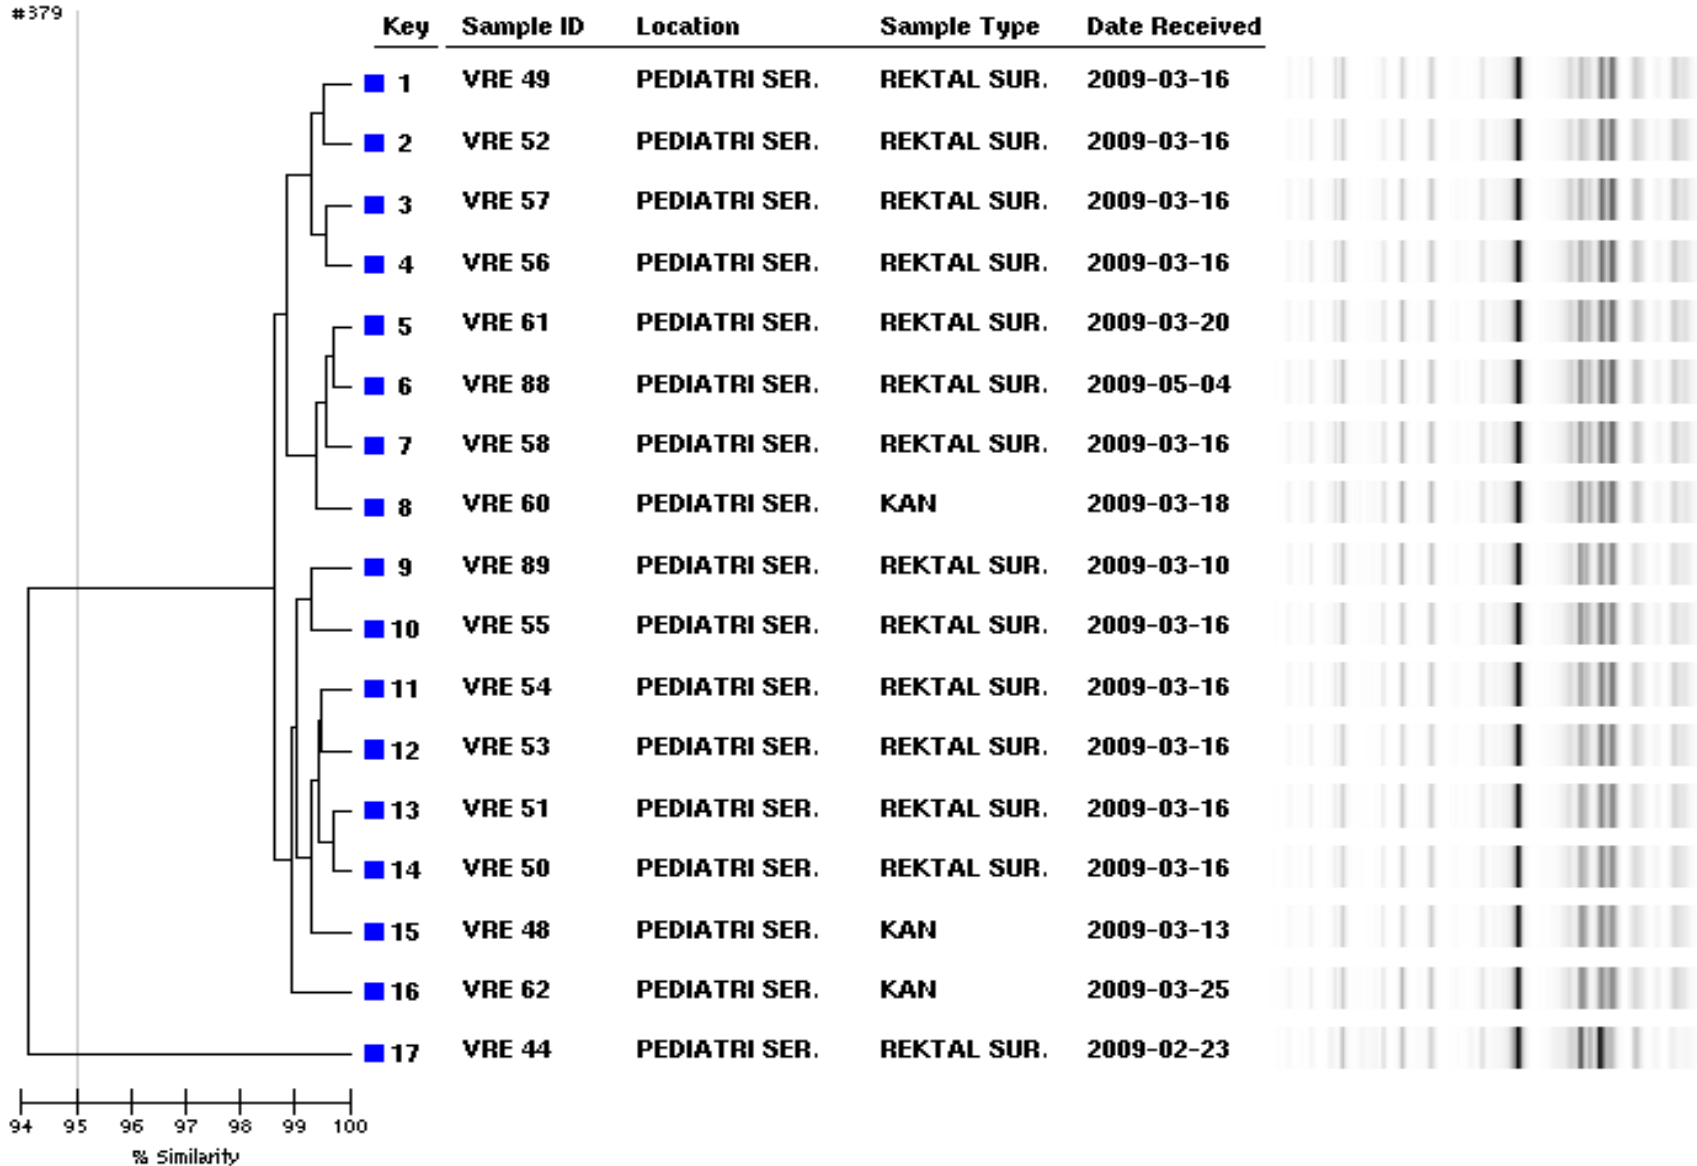 #379
Key Sample ID Location Sample Type Date Received
1 VRE 49 PEDIATRI SER. REKTAL SUR. 2009-03-16
2 VRE 52 PEDIATRI SER. REKTAL SUR. 2009-03-16
3 VRE 57 PEDIATRI SER. REKTAL SUR. 2009-03-16
4 VRE 56 PEDIATRI SER. REKTAL SUR. 2009-03-16
5 VRE 61 PEDIATRI SER. REKTAL SUR. 2009-03-20
6 VRE 88 PEDIATRI SER. REKTAL SUR. 2009-05-04
7 VRE 58 PEDIATRI SER. REKTAL SUR. 2009-03-16
8 VRE 60 PEDIATRI SER. KAN 2009-03-18
9 VRE 89 PEDIATRI SER. REKTAL SUR. 2009-03-10
10 VRE 55 PEDIATRI SER. REKTAL SUR. 2009-03-16
11 VRE 54 PEDIATRI SER. REKTAL SUR. 2009-03-16
12 VRE 53 PEDIATRI SER. REKTAL SUR. 2009-03-16
13 VRE 51 PEDIATRI SER. REKTAL SUR. 2009-03-16
14 VRE 50 PEDIATRI SER. REKTAL SUR. 2009-03-16
15 VRE 48 PEDIATRI SER. KAN 2009-03-13
16 VRE 62 PEDIATRI SER. KAN 2009-03-25
17 VRE 44 PEDIATRI SER. REKTAL SUR. 2009-02-23
94 95 96 97 98 99 100
% Similarity